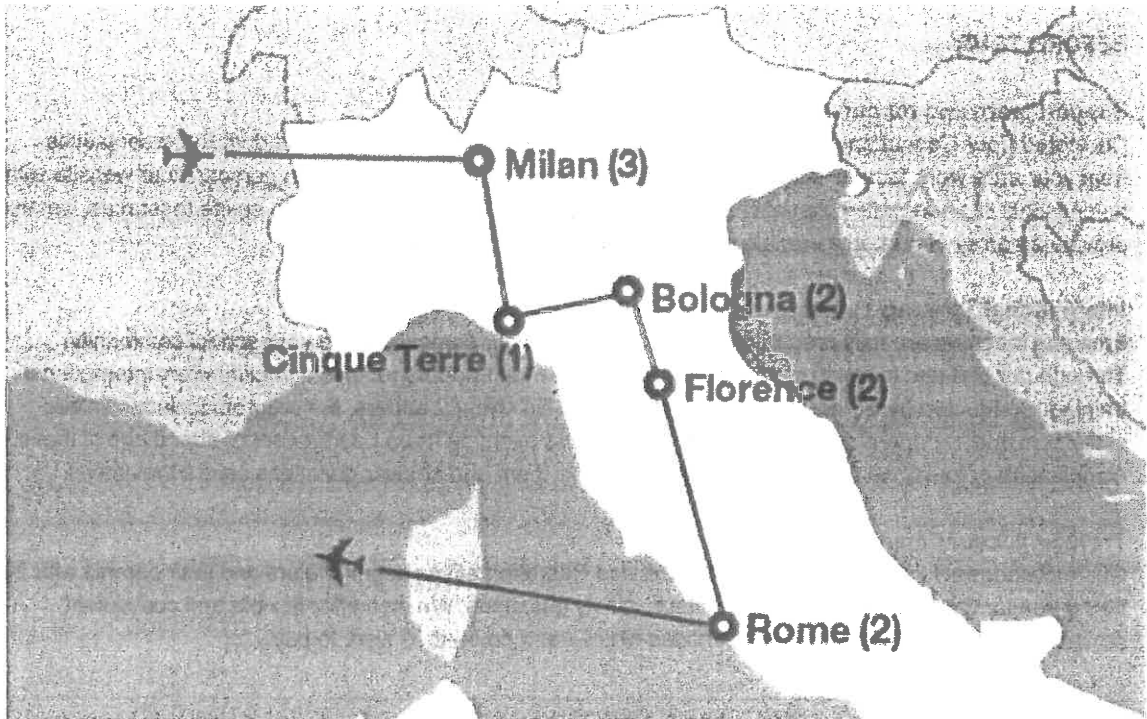 Milan (3)
Bologna (2)
Cinque Terre (1)
Florence (2)
Rome (2)